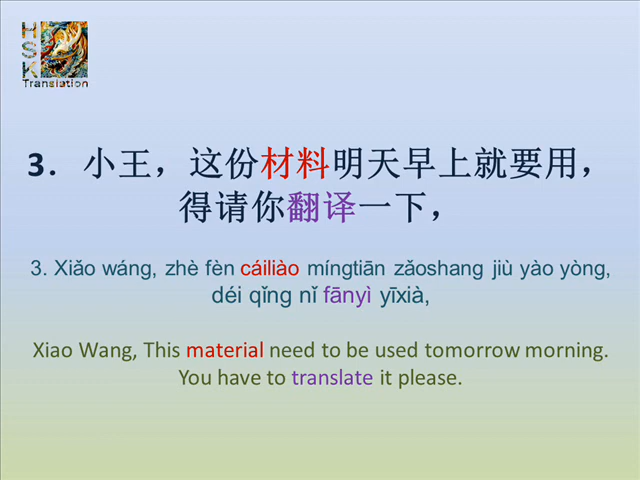 HSK
Translation
3. 小王，这份材料明天早上就要用，
得请你翻译一下，
3. Xiǎo wáng, zhè fèn cáiliào míngtiān zǎoshang jiù yào yòng,
déi qǐng nǐ fānyì yīxià,
Xiao Wang, This material need to be used tomorrow morning.
You have to translate it please.